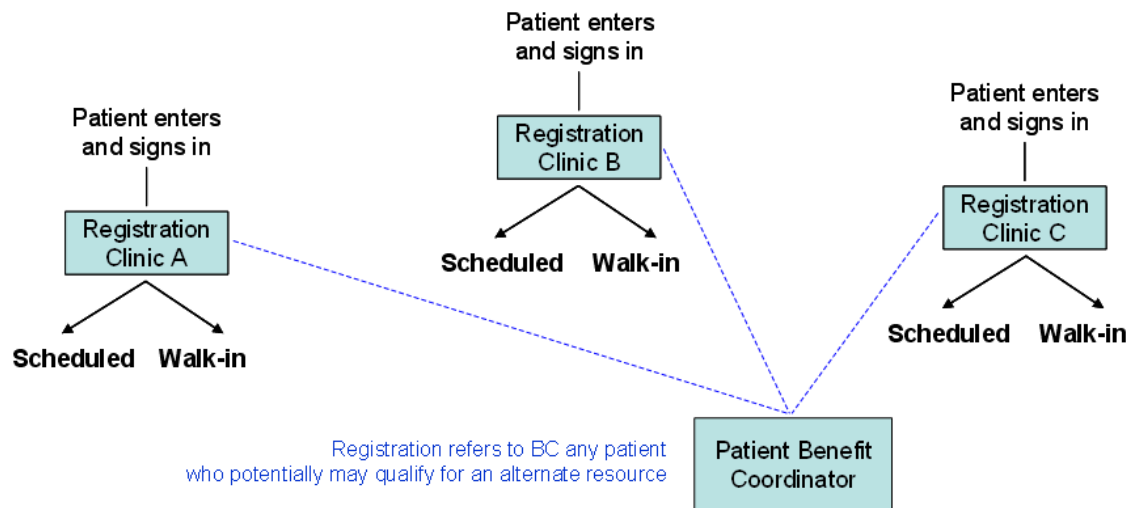 Patient enters
and signs in
Registration
Clinic A
Scheduled
Walk-in
Patient enters
and signs in
Registration
Clinic B
Scheduled
Walk-in
Patient enters
and signs in
Registration
Clinic C
Scheduled
Walk-in
Registration refers to BC any patient
who potentially may qualify for an alternate resource
Patient Benefit
Coordinator